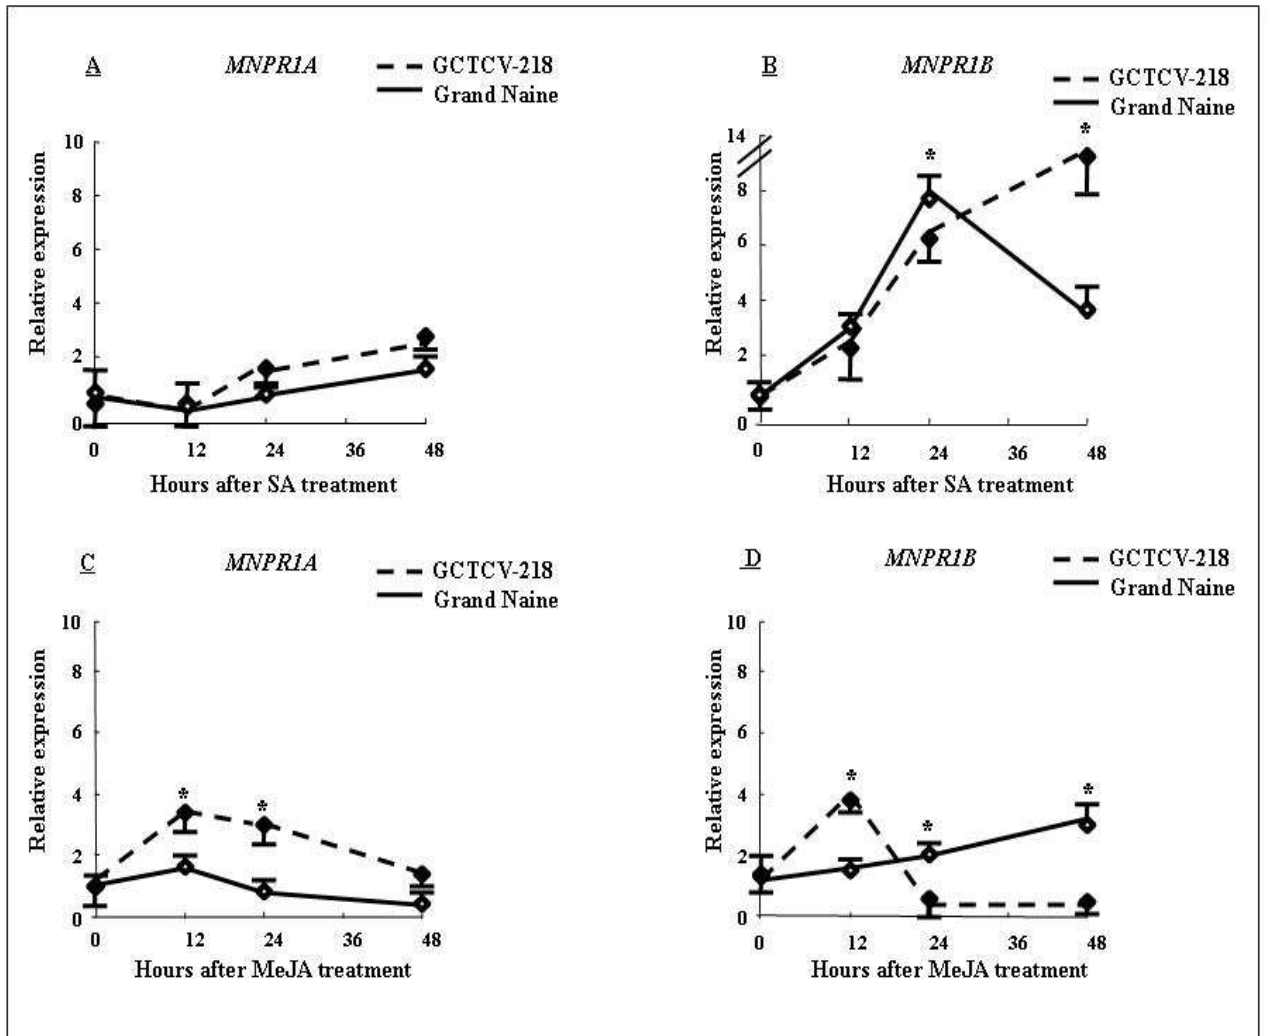 A MNPR1A GCTCV-218
Grand Naine
10
8
6
4
2
0
Relative expression
0 12 24 36 48
Hours after SA treatment
B MNPR1B GCTCV-218
Grand Naine
14
8
6
4
2
0
Relative expression
* *
0 12 24 36 48
Hours after SA treatment
C MNPR1A GCTCV-218
Grand Naine
10
8
6
4
2
0
Relative expression
* *
0 12 24 36 48
Hours after MeJA treatment
D MNPR1B GCTCV-218
Grand Naine
10
8
6
4
2
0
Relative expression
* * *
0 12 24 36 48
Hours after MeJA treatment